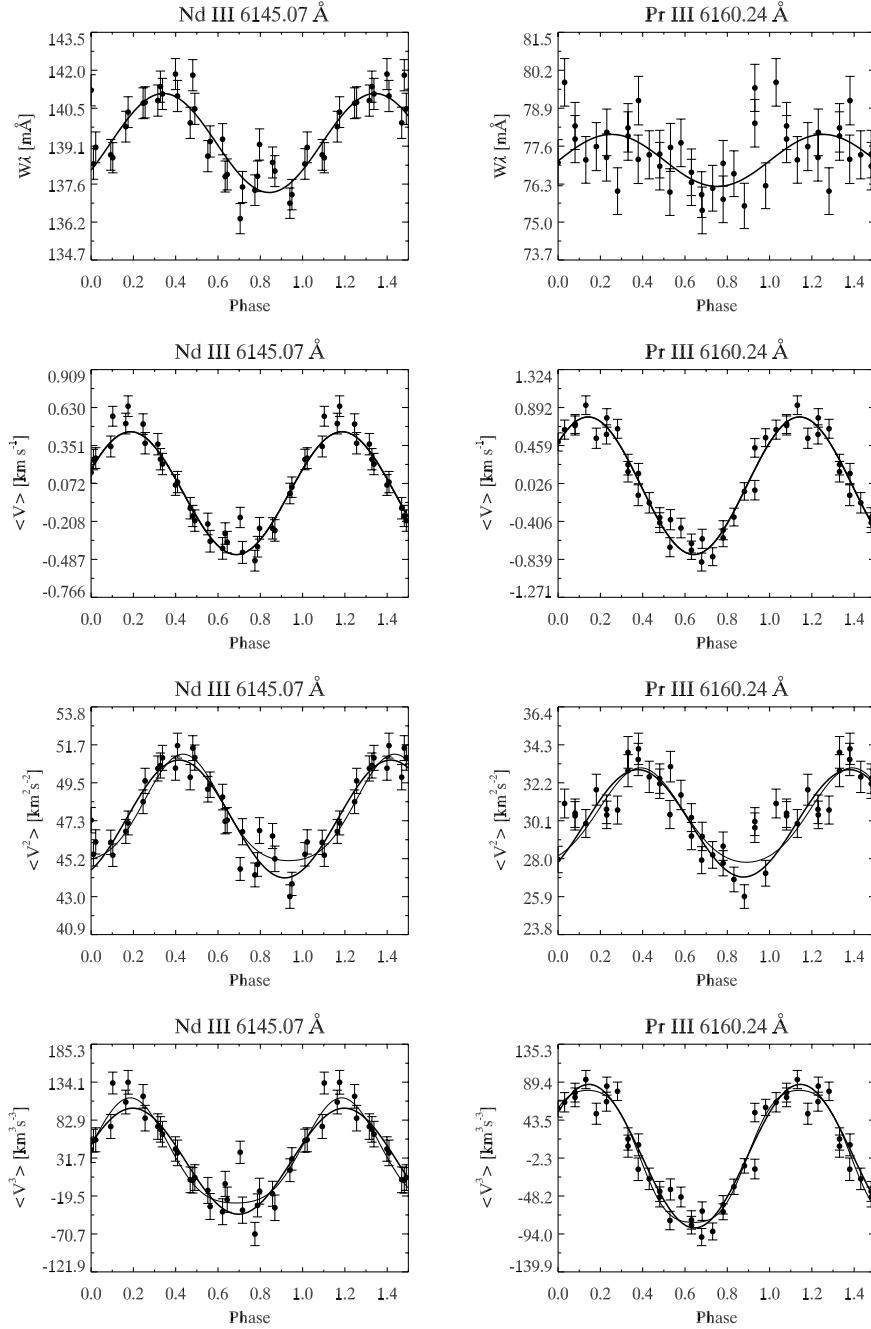 Nd III 6145.07 Å
Wλ [mÅ]
143.5
142.0
140.5
139.1
137.6
136.2
134.7
0.0 0.2 0.4 0.6 0.8 1.0 1.2 1.4
Phase
Pr III 6160.24 Å
Wλ [mÅ]
81.5
80.2
78.9
77.6
76.3
75.0
73.7
0.0 0.2 0.4 0.6 0.8 1.0 1.2 1.4
Phase
Nd III 6145.07 Å
<V> [km s⁻¹]
0.909
0.630
0.351
0.072
-0.208
-0.487
-0.766
0.0 0.2 0.4 0.6 0.8 1.0 1.2 1.4
Phase
Pr III 6160.24 Å
<V> [km s⁻¹]
1.324
0.892
0.459
0.026
-0.406
-0.839
-1.271
0.0 0.2 0.4 0.6 0.8 1.0 1.2 1.4
Phase
Nd III 6145.07 Å
<V²> [km²s⁻²]
53.8
51.7
49.5
47.3
45.2
43.0
40.9
0.0 0.2 0.4 0.6 0.8 1.0 1.2 1.4
Phase
Pr III 6160.24 Å
<V²> [km²s⁻²]
36.4
34.3
32.2
30.1
28.0
25.9
23.8
0.0 0.2 0.4 0.6 0.8 1.0 1.2 1.4
Phase
Nd III 6145.07 Å
<V³> [km³s⁻³]
185.3
134.1
82.9
31.7
-19.5
-70.7
-121.9
0.0 0.2 0.4 0.6 0.8 1.0 1.2 1.4
Phase
Pr III 6160.24 Å
<V³> [km³s⁻³]
135.3
89.4
43.5
-2.3
-48.2
-94.0
-139.9
0.0 0.2 0.4 0.6 0.8 1.0 1.2 1.4
Phase